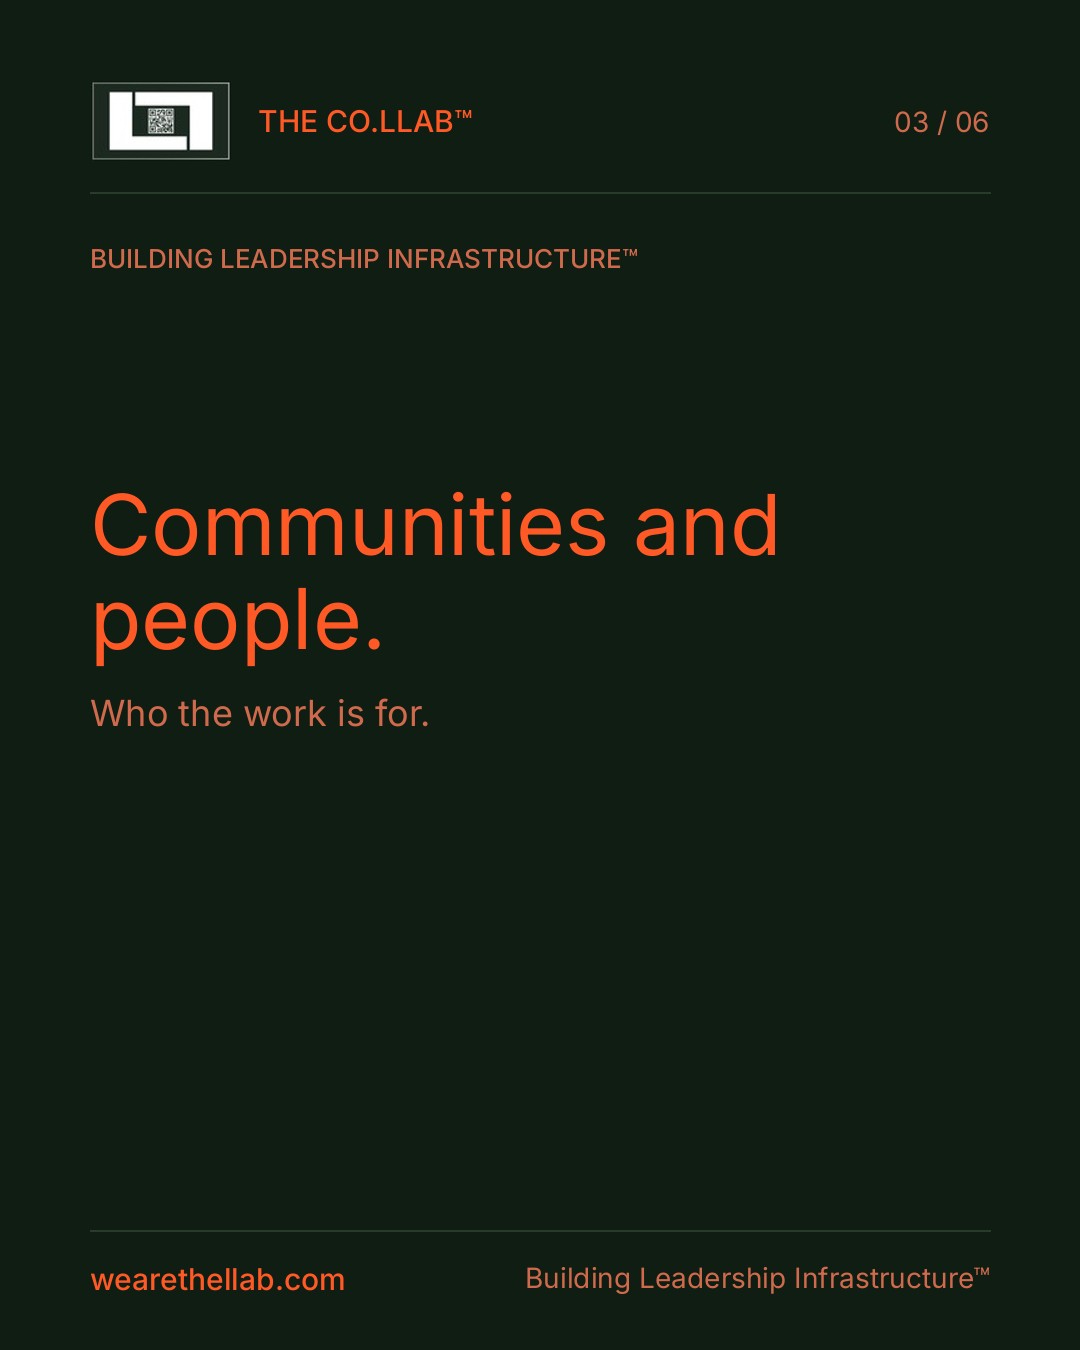 THE CO.LLAB™
03 / 06
BUILDING LEADERSHIP INFRASTRUCTURE™
Communities and
people.
Who the work is for.
wearethellab.com
Building Leadership Infrastructure™